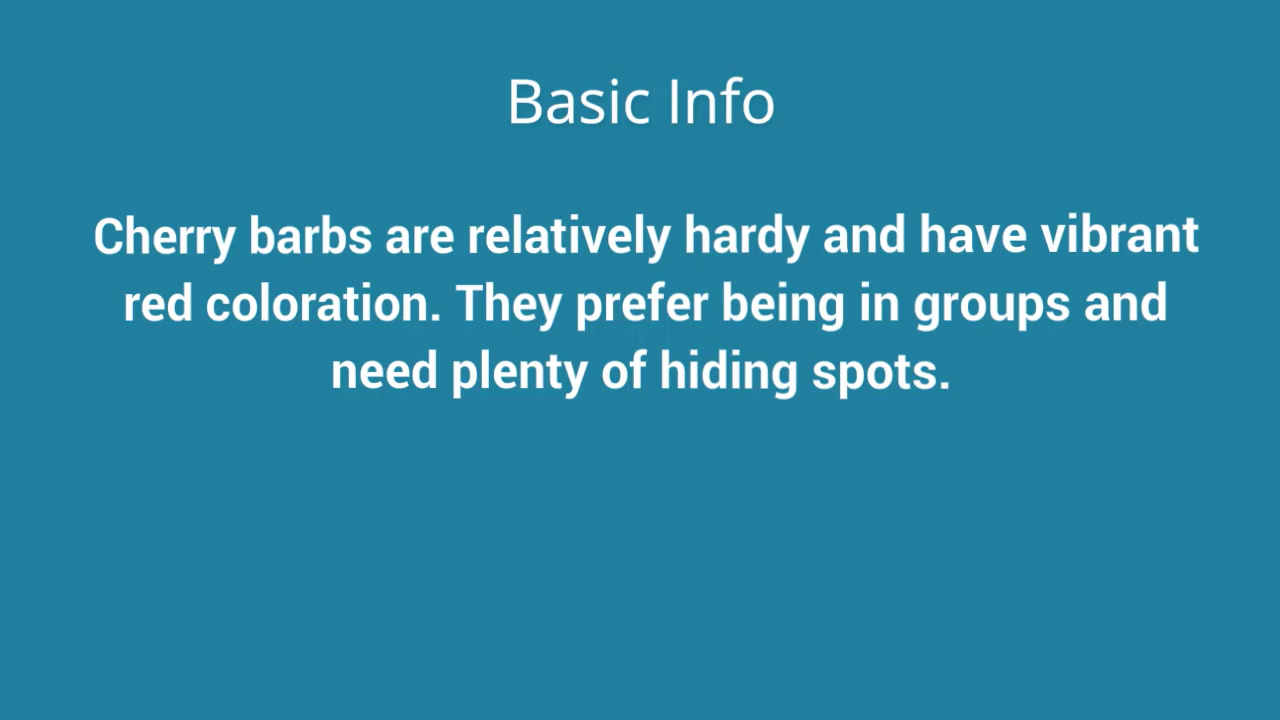 Basic Info
Cherry barbs are relatively hardy and have vibrant
red coloration. They prefer being in groups and
need plenty of hiding spots.